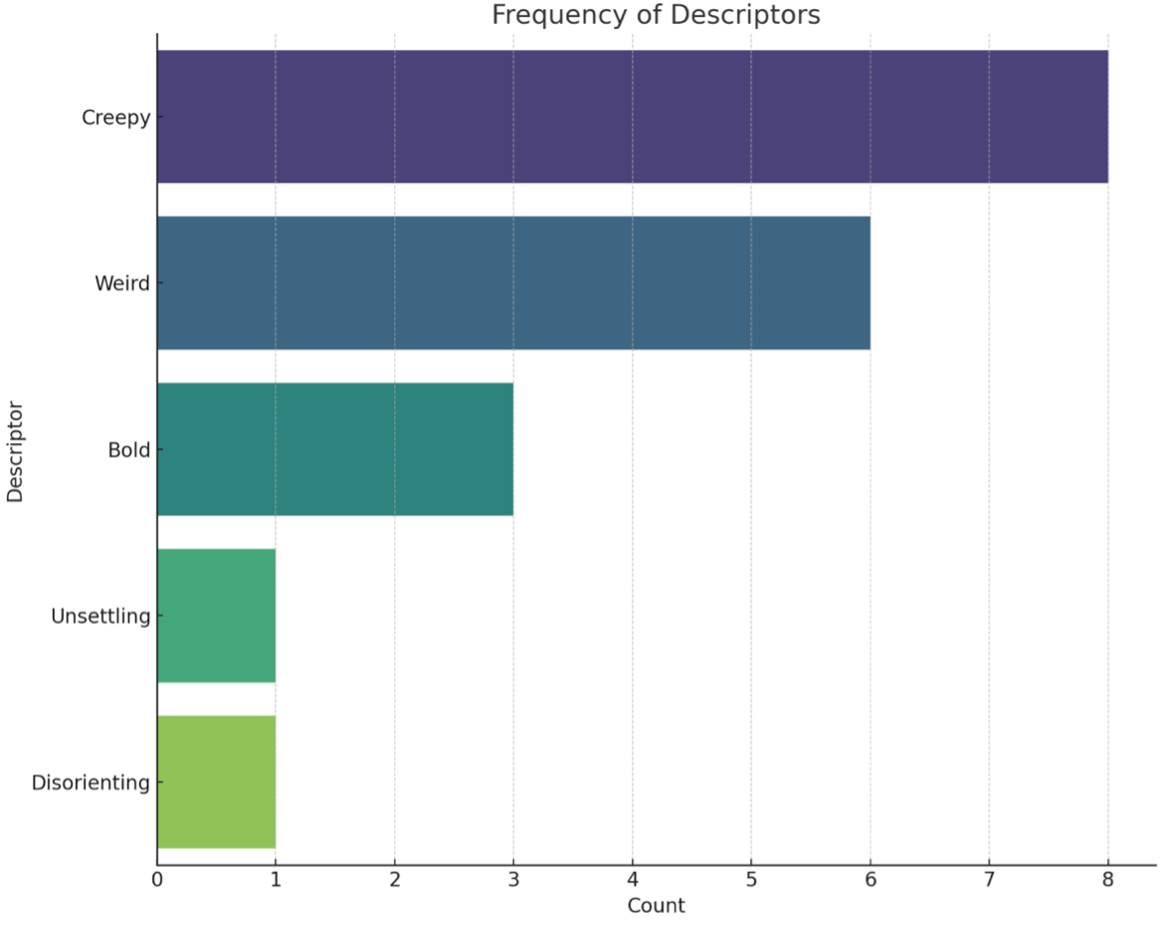 Frequency of Descriptors
Creepy
Weird
Bold
Unsettling
Disorienting
Descriptor
0 1 2 3 4 5 6 7 8
Count